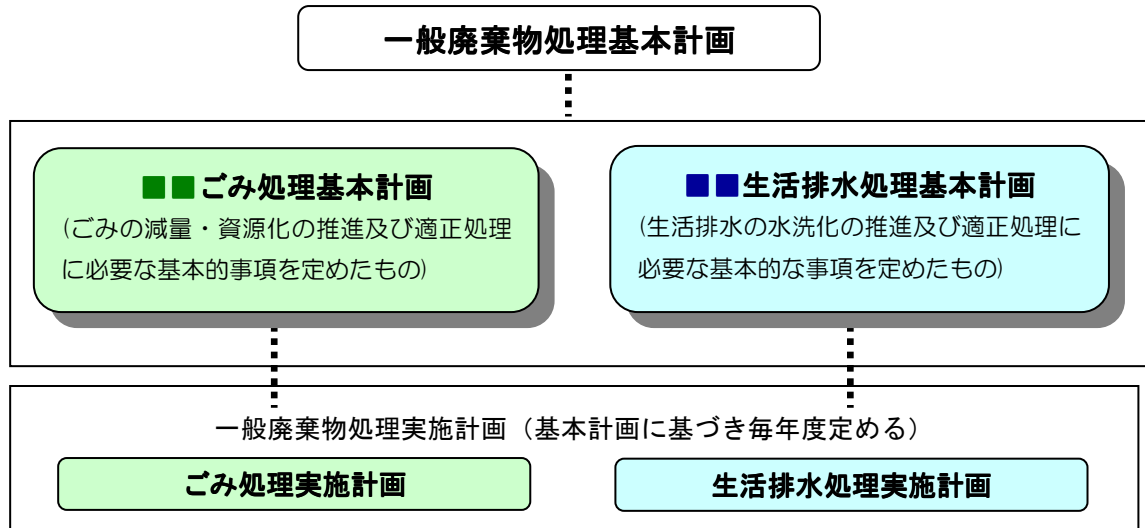 一般廃棄物処理基本計画
■■ごみ処理基本計画
(ごみの減量・資源化の推進及び適正処理
に必要な基本的事項を定めたもの)
■■生活排水処理基本計画
(生活排水の水洗化の推進及び適正処理に
必要な基本的な事項を定めたもの)
一般廃棄物処理実施計画（基本計画に基づき毎年度定める）
ごみ処理実施計画
生活排水処理実施計画